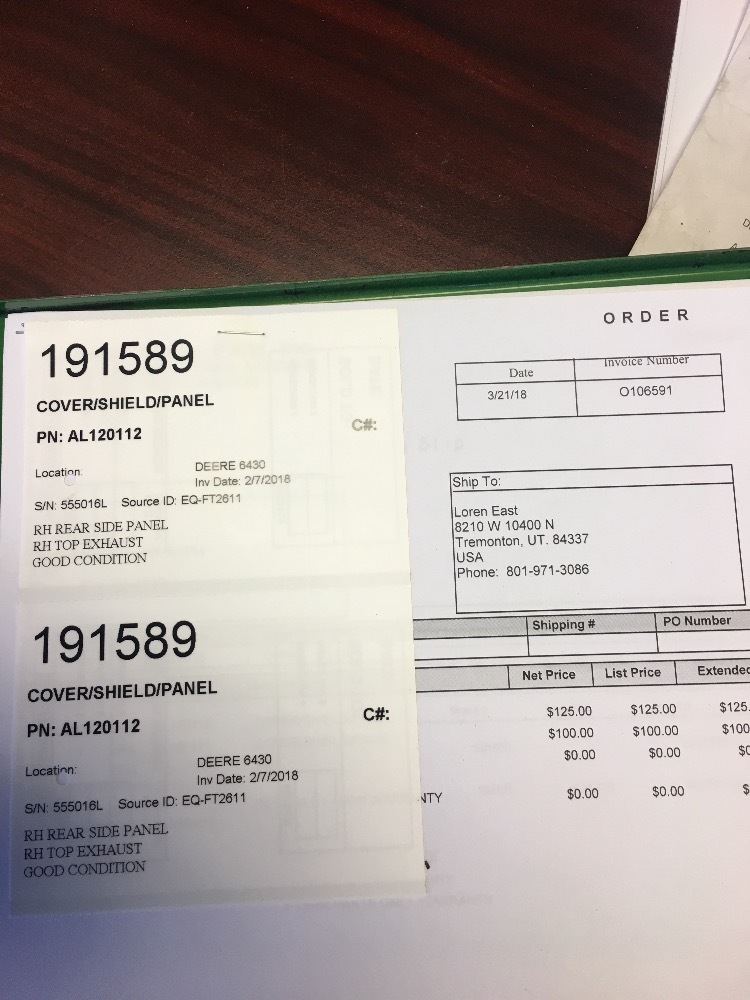 191589
COVER/SHIELD/PANEL
PN: AL120112
C#:
Location:
DEERE 6430
Inv Date: 2/7/2018
S/N: 555016L Source ID: EQ-FT2611
RH REAR SIDE PANEL
RH TOP EXHAUST
GOOD CONDITION
191589
COVER/SHIELD/PANEL
PN: AL120112
C#:
Location:
DEERE 6430
Inv Date: 2/7/2018
S/N: 555016L Source ID: EQ-FT2611
RH REAR SIDE PANEL
RH TOP EXHAUST
GOOD CONDITION
ORDER
Date Invoice Number
3/21/18 O106591
Ship To:
Loren East
8210 W 10400 N
Tremonton, UT. 84337
USA
Phone: 801-971-3086
Shipping # PO Number
Net Price List Price Extended
$125.00 $125.00 $125.
$100.00 $100.00 $100
$0.00 $0.00 $0
NTY $0.00 $0.00 $